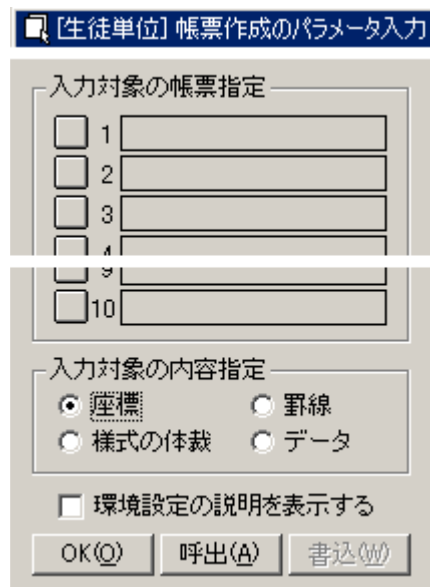 [生徒単位] 帳票作成のパラメータ入力
入力対象の帳票指定
1
2
3
4
9
10
入力対象の内容指定
座標 罫線
様式の体裁 データ
環境設定の説明を表示する
OK(O) 呼出(A) 書込(W)